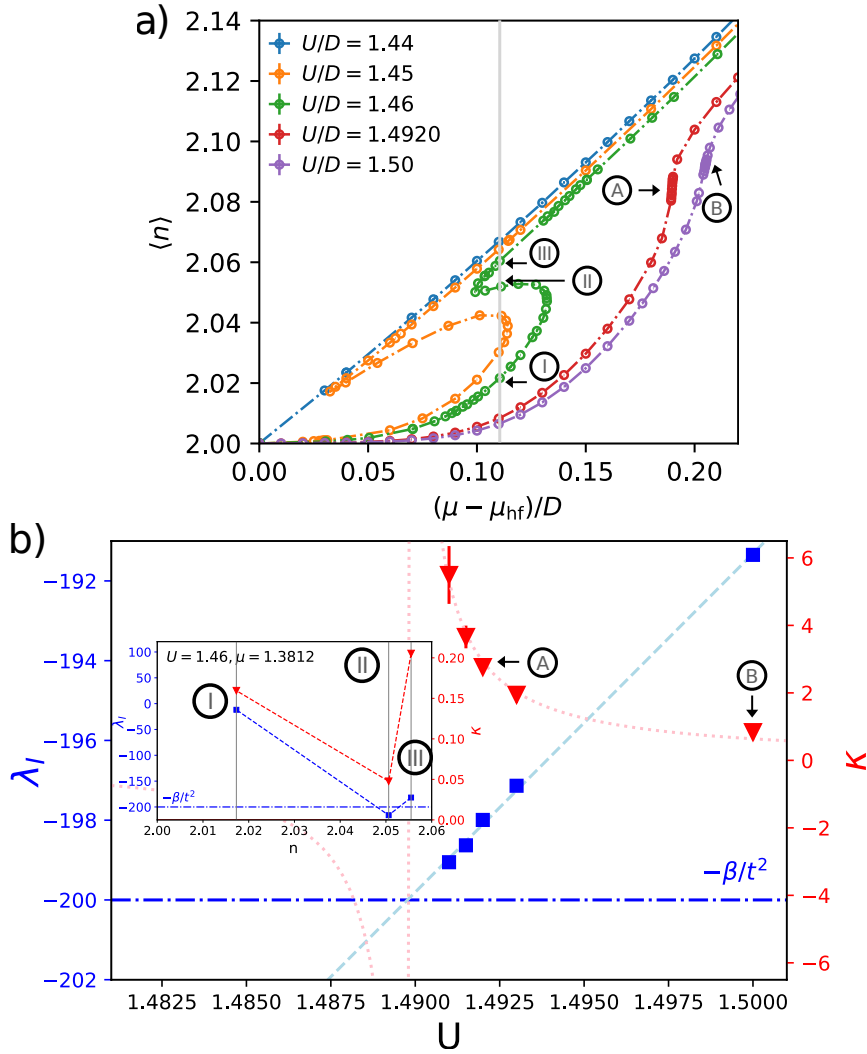 a)
2.14
2.12
2.10
2.08
2.06
2.04
2.02
2.00
⟨n⟩
U/D = 1.44
U/D = 1.45
U/D = 1.46
U/D = 1.4920
U/D = 1.50
A
B
III
II
I
0.00 0.05 0.10 0.15 0.20
(μ − μhf)/D
b)
−192
−194
−196
−198
−200
−202
λI
6
4
2
0
−2
−4
−6
K
A
B
−β/t²
U = 1.46, μ = 1.3812
I
II
III
100
50
0
−50
−100
−150
−200
λI
−β/t²
0.20
0.15
0.10
0.05
0.00
K
2.00 2.01 2.02 2.03 2.04 2.05 2.06
n
1.4825 1.4850 1.4875 1.4900 1.4925 1.4950 1.4975 1.5000
U